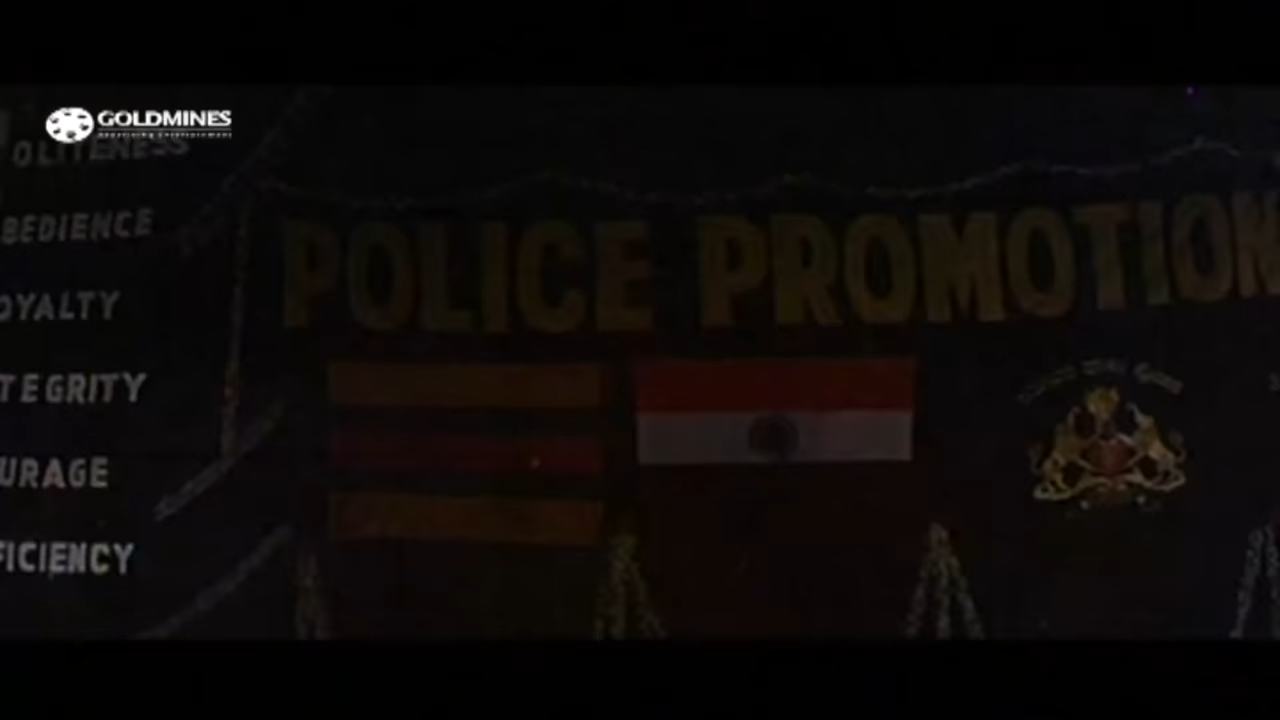 GOLDMINES
OLITENESS
BEDIENCE
OYALTY
TEGRITY
URAGE
FICIENCY
POLICE PROMOTION